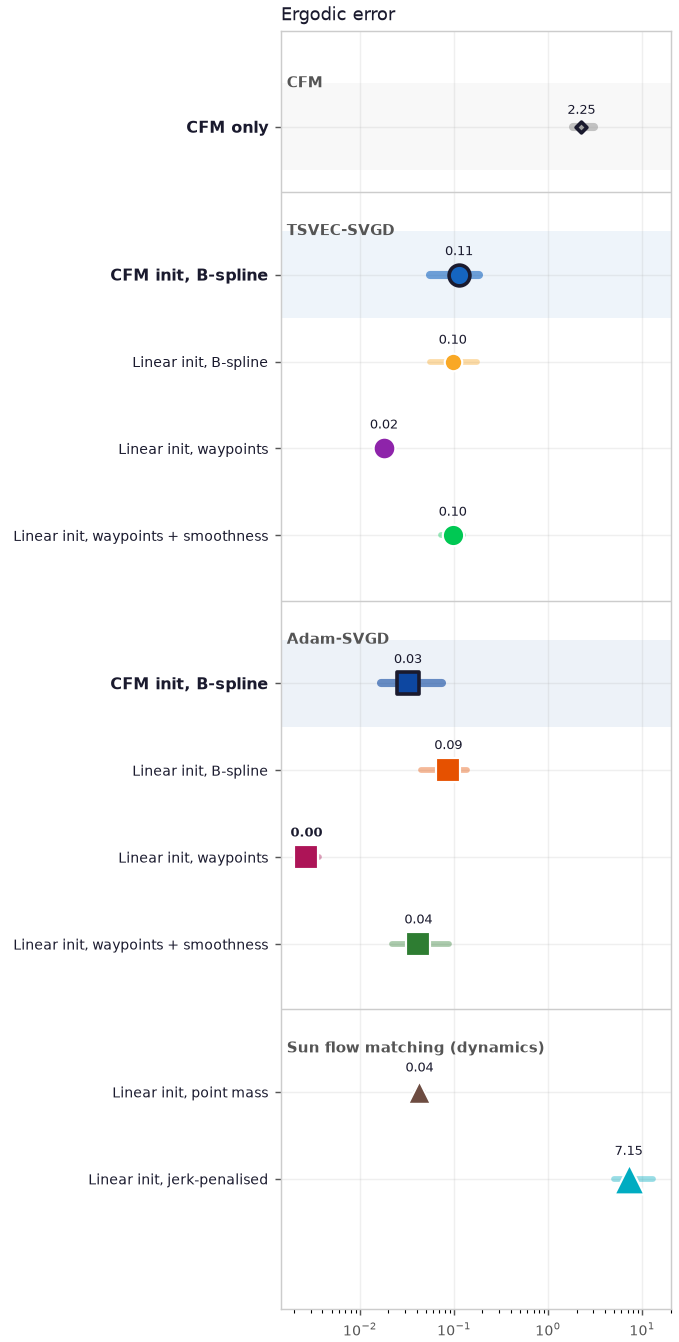 Ergodic error
CFM
2.25
CFM only
TSVEC-SVGD
0.11
CFM init, B-spline
0.10
Linear init, B-spline
0.02
Linear init, waypoints
0.10
Linear init, waypoints + smoothness
Adam-SVGD
0.03
CFM init, B-spline
0.09
Linear init, B-spline
0.00
Linear init, waypoints
0.04
Linear init, waypoints + smoothness
Sun flow matching (dynamics)
0.04
Linear init, point mass
7.15
Linear init, jerk-penalised
10⁻² 10⁻¹ 10⁰ 10¹